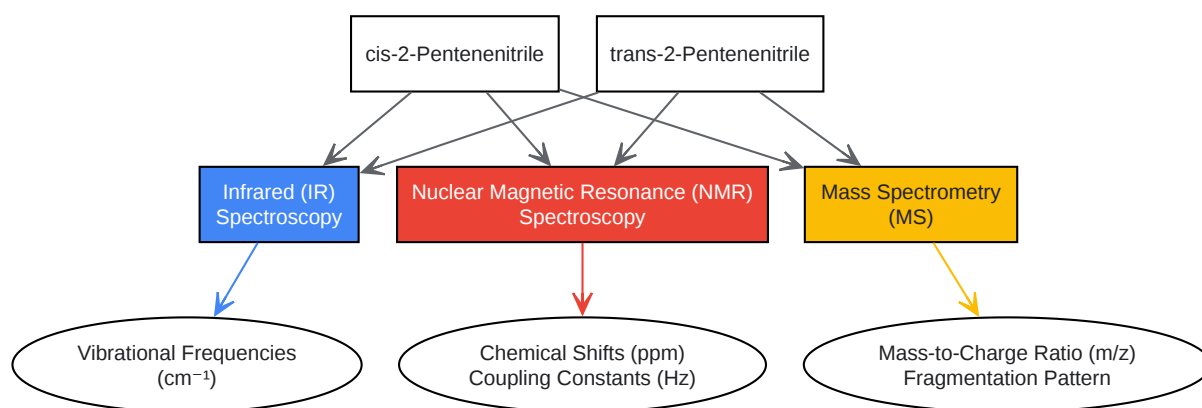 cis-2-Pentenenitrile
trans-2-Pentenenitrile
Infrared (IR)
Spectroscopy
Nuclear Magnetic Resonance (NMR)
Spectroscopy
Mass Spectrometry
(MS)
Vibrational Frequencies
(cm⁻¹)
Chemical Shifts (ppm)
Coupling Constants (Hz)
Mass-to-Charge Ratio (m/z)
Fragmentation Pattern